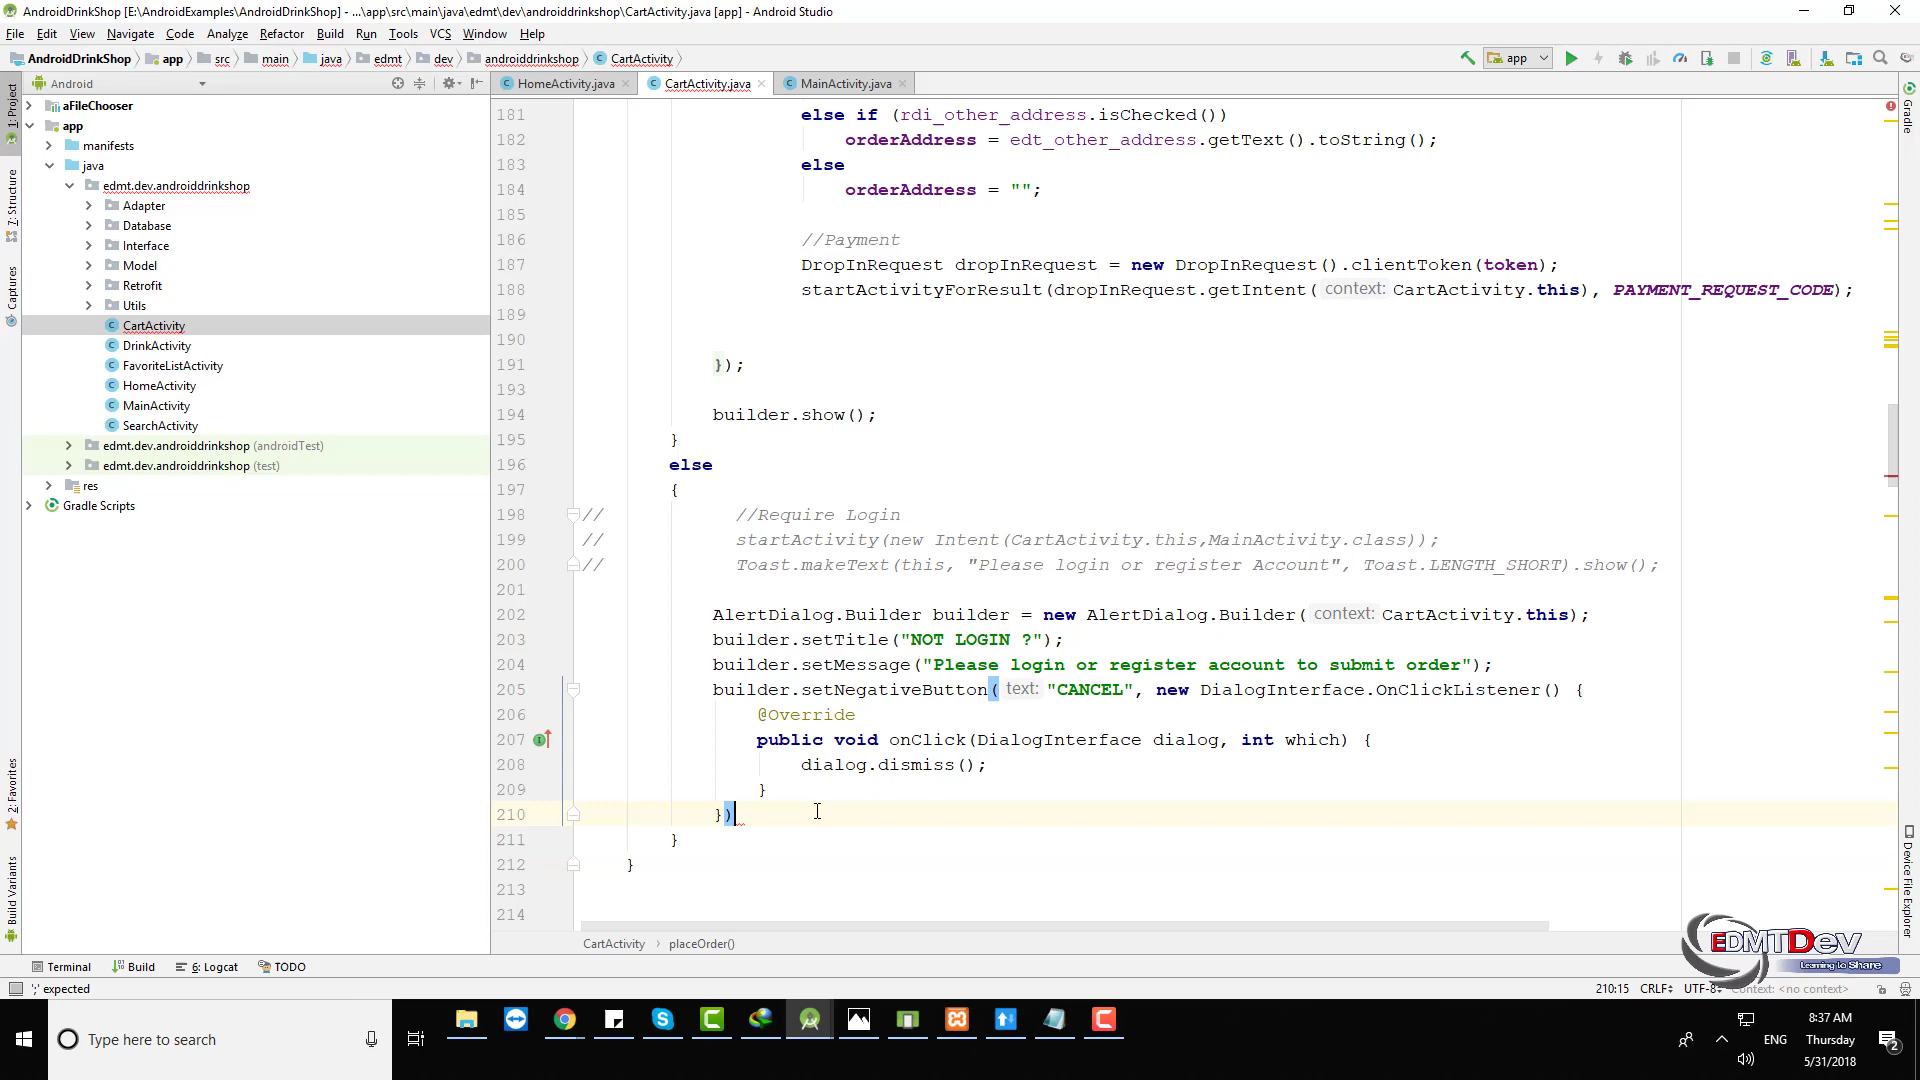 AndroidDrinkShop [E:\AndroidExamples\AndroidDrinkShop] - ...\app\src\main\java\edmt\dev\androiddrinkshop\CartActivity.java [app] - Android Studio
File Edit View Navigate Code Analyze Refactor Build Run Tools VCS Window Help
AndroidDrinkShop app src main java edmt dev androiddrinkshop CartActivity
app
Android
HomeActivity.java CartActivity.java MainActivity.java
1: Project
7: Structure
Captures
2: Favorites
Build Variants
aFileChooser
app
manifests
java
edmt.dev.androiddrinkshop
Adapter
Database
Interface
Model
Retrofit
Utils
CartActivity
DrinkActivity
FavoriteListActivity
HomeActivity
MainActivity
SearchActivity
edmt.dev.androiddrinkshop (androidTest)
edmt.dev.androiddrinkshop (test)
res
Gradle Scripts
181 else if (rdi_other_address.isChecked())
182 orderAddress = edt_other_address.getText().toString();
183 else
184 orderAddress = "";
185
186 //Payment
187 DropInRequest dropInRequest = new DropInRequest().clientToken(token);
188 startActivityForResult(dropInRequest.getIntent( context: CartActivity.this), PAYMENT_REQUEST_CODE);
189
190
191 });
193
194 builder.show();
195 }
196 else
197 {
198 // //Require Login
199 // startActivity(new Intent(CartActivity.this,MainActivity.class));
200 // Toast.makeText(this, "Please login or register Account", Toast.LENGTH_SHORT).show();
201
202 AlertDialog.Builder builder = new AlertDialog.Builder( context: CartActivity.this);
203 builder.setTitle("NOT LOGIN ?");
204 builder.setMessage("Please login or register account to submit order");
205 builder.setNegativeButton( text: "CANCEL", new DialogInterface.OnClickListener() {
206 @Override
207 public void onClick(DialogInterface dialog, int which) {
208 dialog.dismiss();
209 }
210 })
211 }
212 }
213
214
CartActivity › placeOrder()
Gradle
Device File Explorer
EDMTDev
Learning to Share
Terminal Build 6: Logcat TODO
';' expected
210:15 CRLF UTF-8 Context: <no context>
Type here to search
ENG
8:37 AM
Thursday
5/31/2018
2